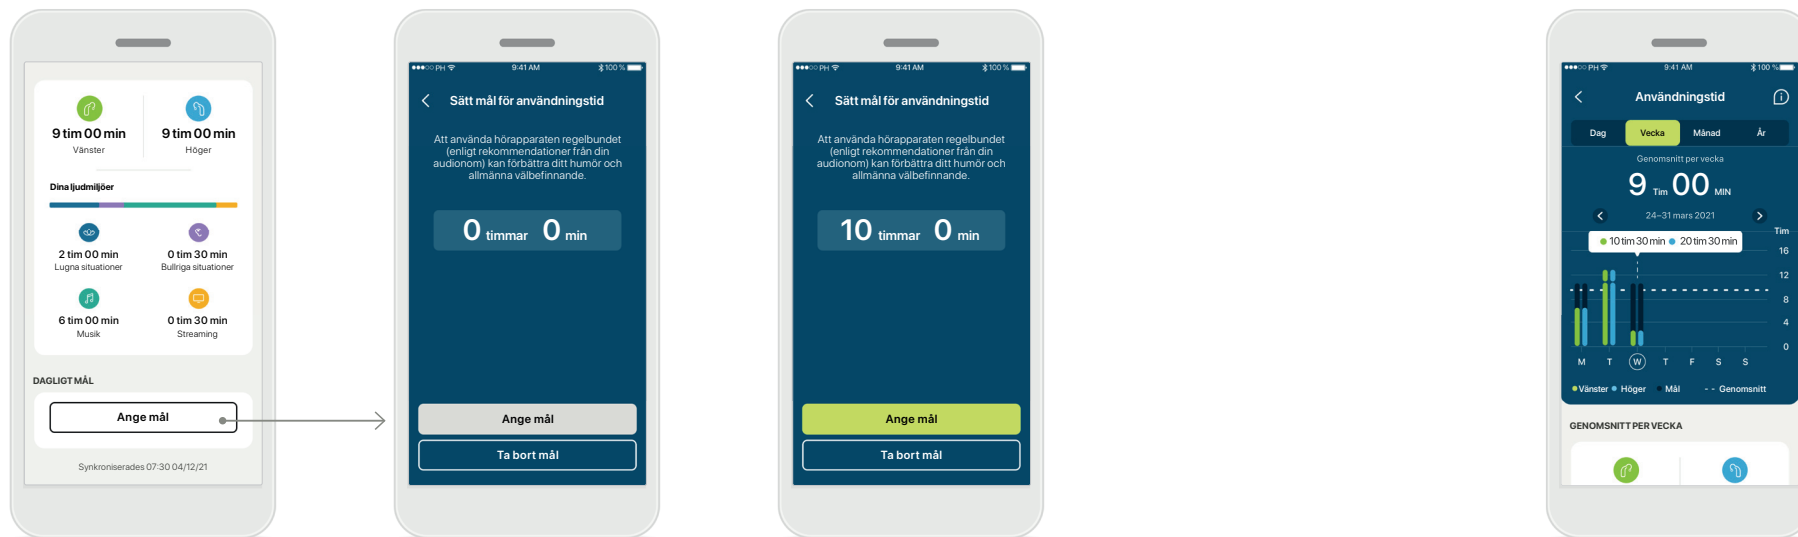 9 tim 00 min
9 tim 00 min
Vänster
Höger
Dina ljudmiljöer
2 tim 00 min
0 tim 30 min
Lugna situationer
Bullriga situationer
6 tim 00 min
0 tim 30 min
Musik
Streaming
DAGLIGT MÅL
Ange mål
Synkroniserades 07:30 04/12/21
PH
9:41 AM
100 %
Sätt mål för användningstid
Att använda hörapparaten regelbundet
(enligt rekommendationer från din
audionom) kan förbättra ditt humör och
allmänna välbefinnande.
0 timmar 0 min
Ange mål
Ta bort mål
PH
9:41 AM
100 %
Sätt mål för användningstid
Att använda hörapparaten regelbundet
(enligt rekommendationer från din
audionom) kan förbättra ditt humör och
allmänna välbefinnande.
10 timmar 0 min
Ange mål
Ta bort mål
PH
9:41 AM
100 %
Användningstid
Dag Vecka Månad År
Genomsnitt per vecka
9 Tim 00 MIN
24–31 mars 2021
Tim
10 tim 30 min 20 tim 30 min
16
12
8
4
0
M T W T F S S
Vänster Höger Mål - - Genomsnitt
GENOMSNITT PER VECKA